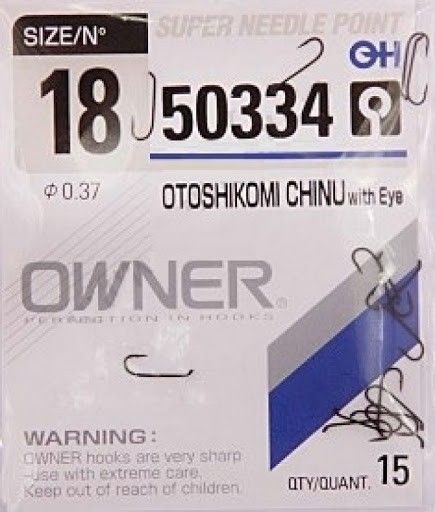 SUPER NEEDLE POINT
SIZE/Nº
18
50334
Φ 0.37
OTOSHIKOMI CHINU with Eye
OWNER®
IN HOOKS
WARNING:
OWNER hooks are very sharp
-use with extreme care.
Keep out of reach of children.
QTY/QUANT. 15